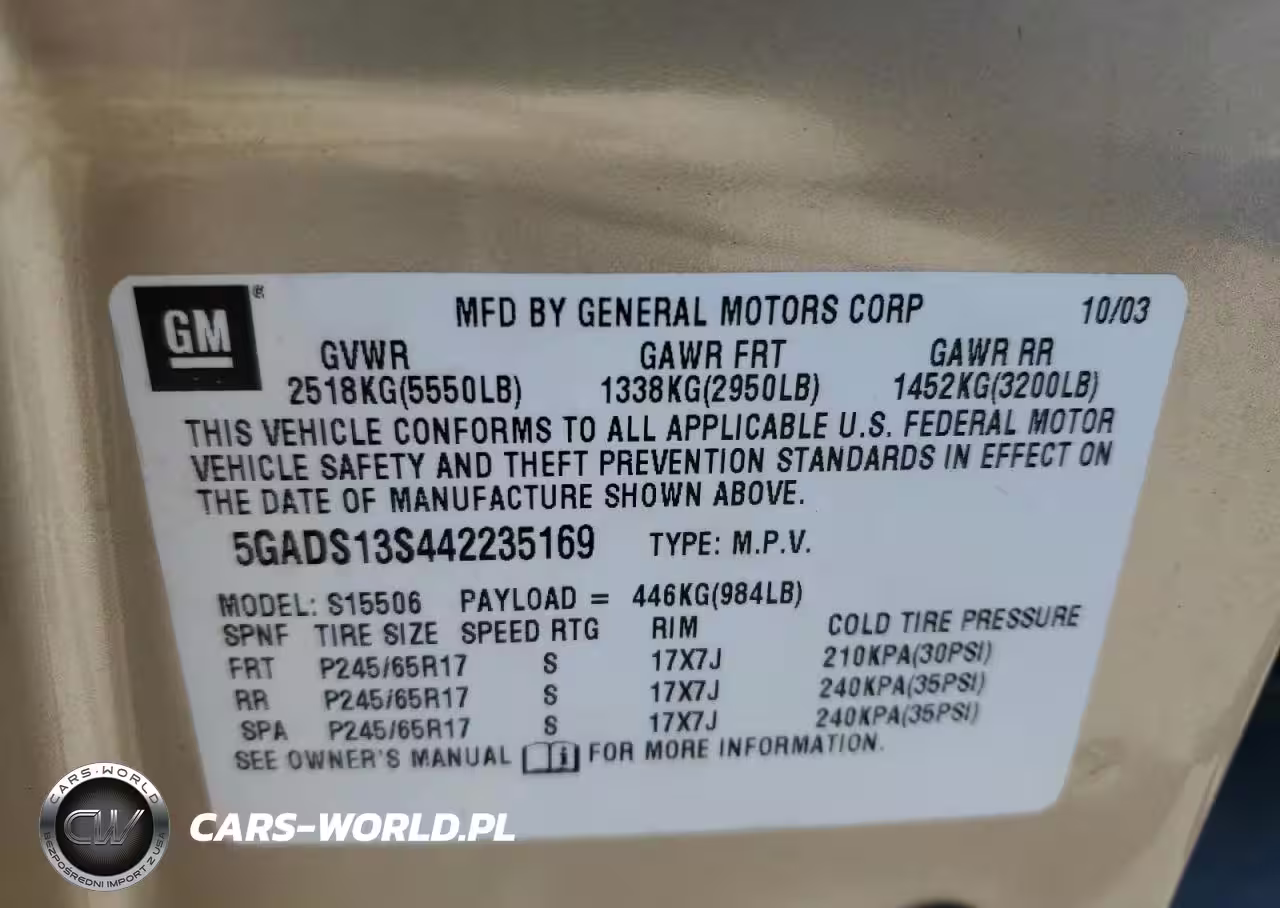 GM ®
MFD BY GENERAL MOTORS CORP 10/03
GVWR GAWR FRT GAWR RR
2518KG(5550LB) 1338KG(2950LB) 1452KG(3200LB)
THIS VEHICLE CONFORMS TO ALL APPLICABLE U.S. FEDERAL MOTOR
VEHICLE SAFETY AND THEFT PREVENTION STANDARDS IN EFFECT ON
THE DATE OF MANUFACTURE SHOWN ABOVE.
5GADS13S442235169 TYPE: M.P.V.
MODEL: S15506 PAYLOAD = 446KG(984LB)
SPNF TIRE SIZE SPEED RTG RIM COLD TIRE PRESSURE
FRT P245/65R17 S 17X7J 210KPA(30PSI)
RR P245/65R17 S 17X7J 240KPA(35PSI)
SPA P245/65R17 S 17X7J 240KPA(35PSI)
SEE OWNER'S MANUAL i FOR MORE INFORMATION.
CARS-WORLD
CW
BEZPOŚREDNI IMPORT Z USA
CARS-WORLD.PL